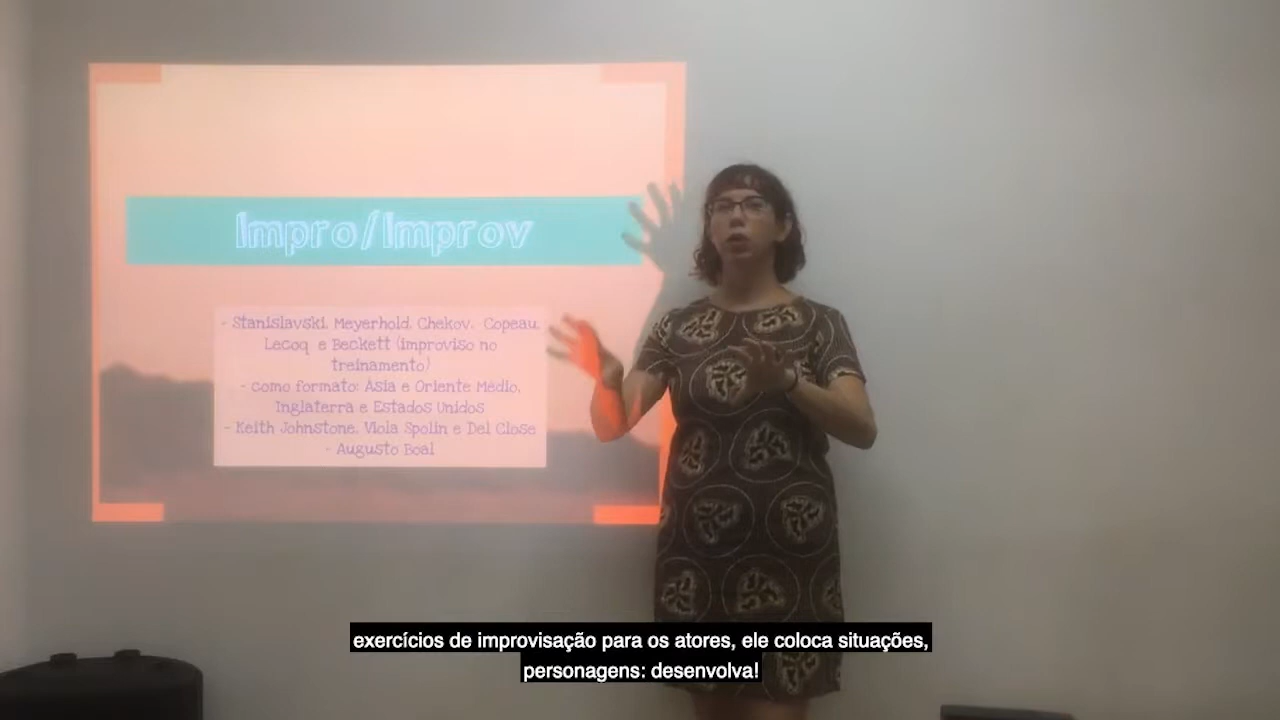 Impro/Improv
- Stanislavski, Meyerhold, Chekov, Copeau,
Lecoq e Beckett (improviso no
treinamento)
- como formato: Ásia e Oriente Médio,
Inglaterra e Estados Unidos
- Keith Johnstone, Viola Spolin e Del Close
- Augusto Boal
exercícios de improvisação para os atores, ele coloca situações,
personagens: desenvolva!